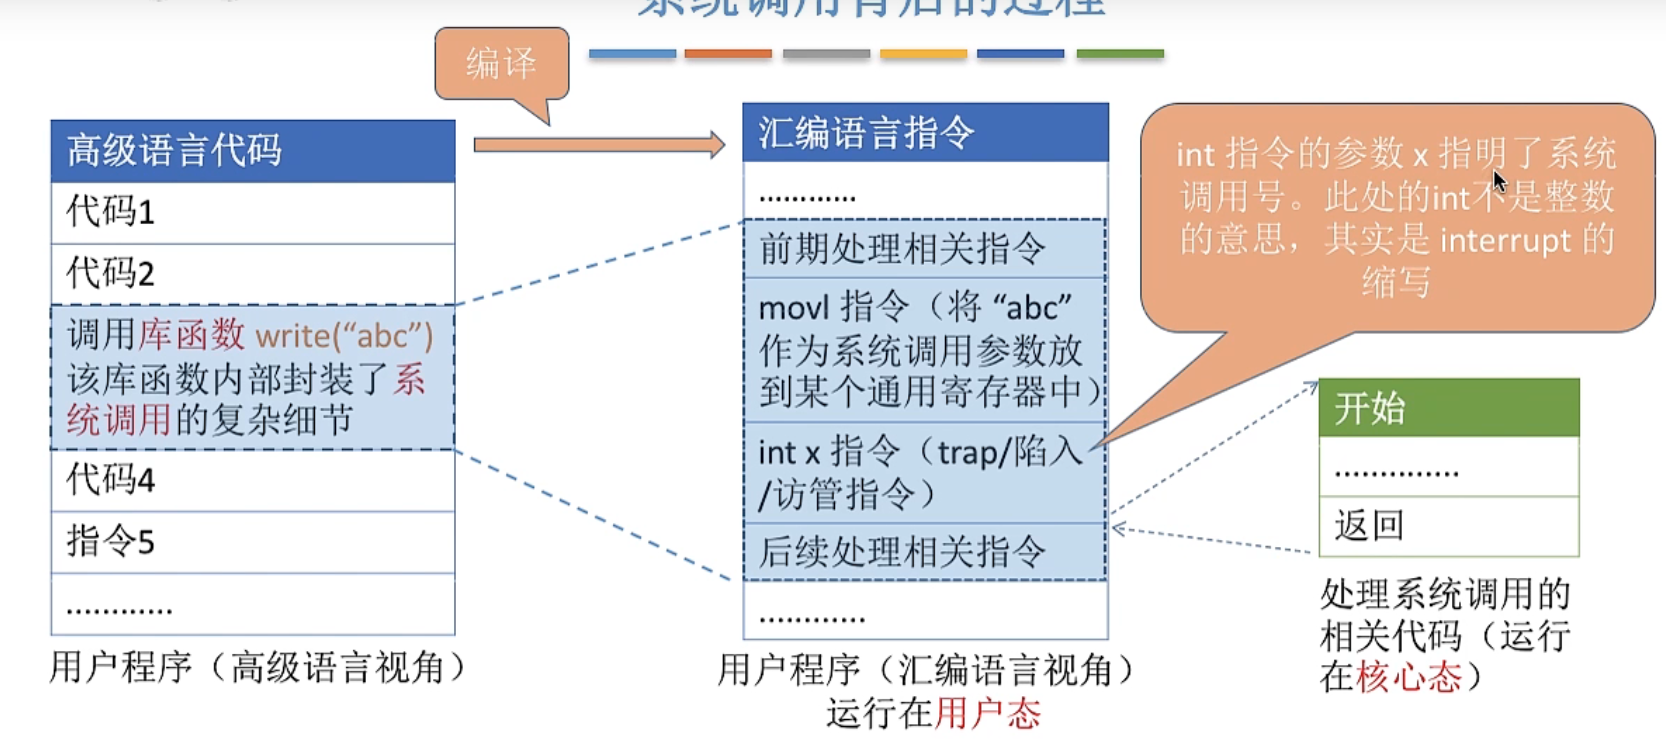 系统调用背后的过程
编译
高级语言代码
代码1
代码2
调用库函数 write(“abc”)
该库函数内部封装了系
统调用的复杂细节
代码4
指令5
............
用户程序（高级语言视角）
汇编语言指令
............
前期处理相关指令
movl 指令（将 “abc”
作为系统调用参数放
到某个通用寄存器中）
int x 指令（trap/陷入
/访管指令）
后续处理相关指令
............
用户程序（汇编语言视角）
运行在用户态
int 指令的参数 x 指明了系统
调用号。此处的int不是整数
的意思，其实是 interrupt 的
缩写
开始
..............
返回
处理系统调用的
相关代码（运行
在核心态）